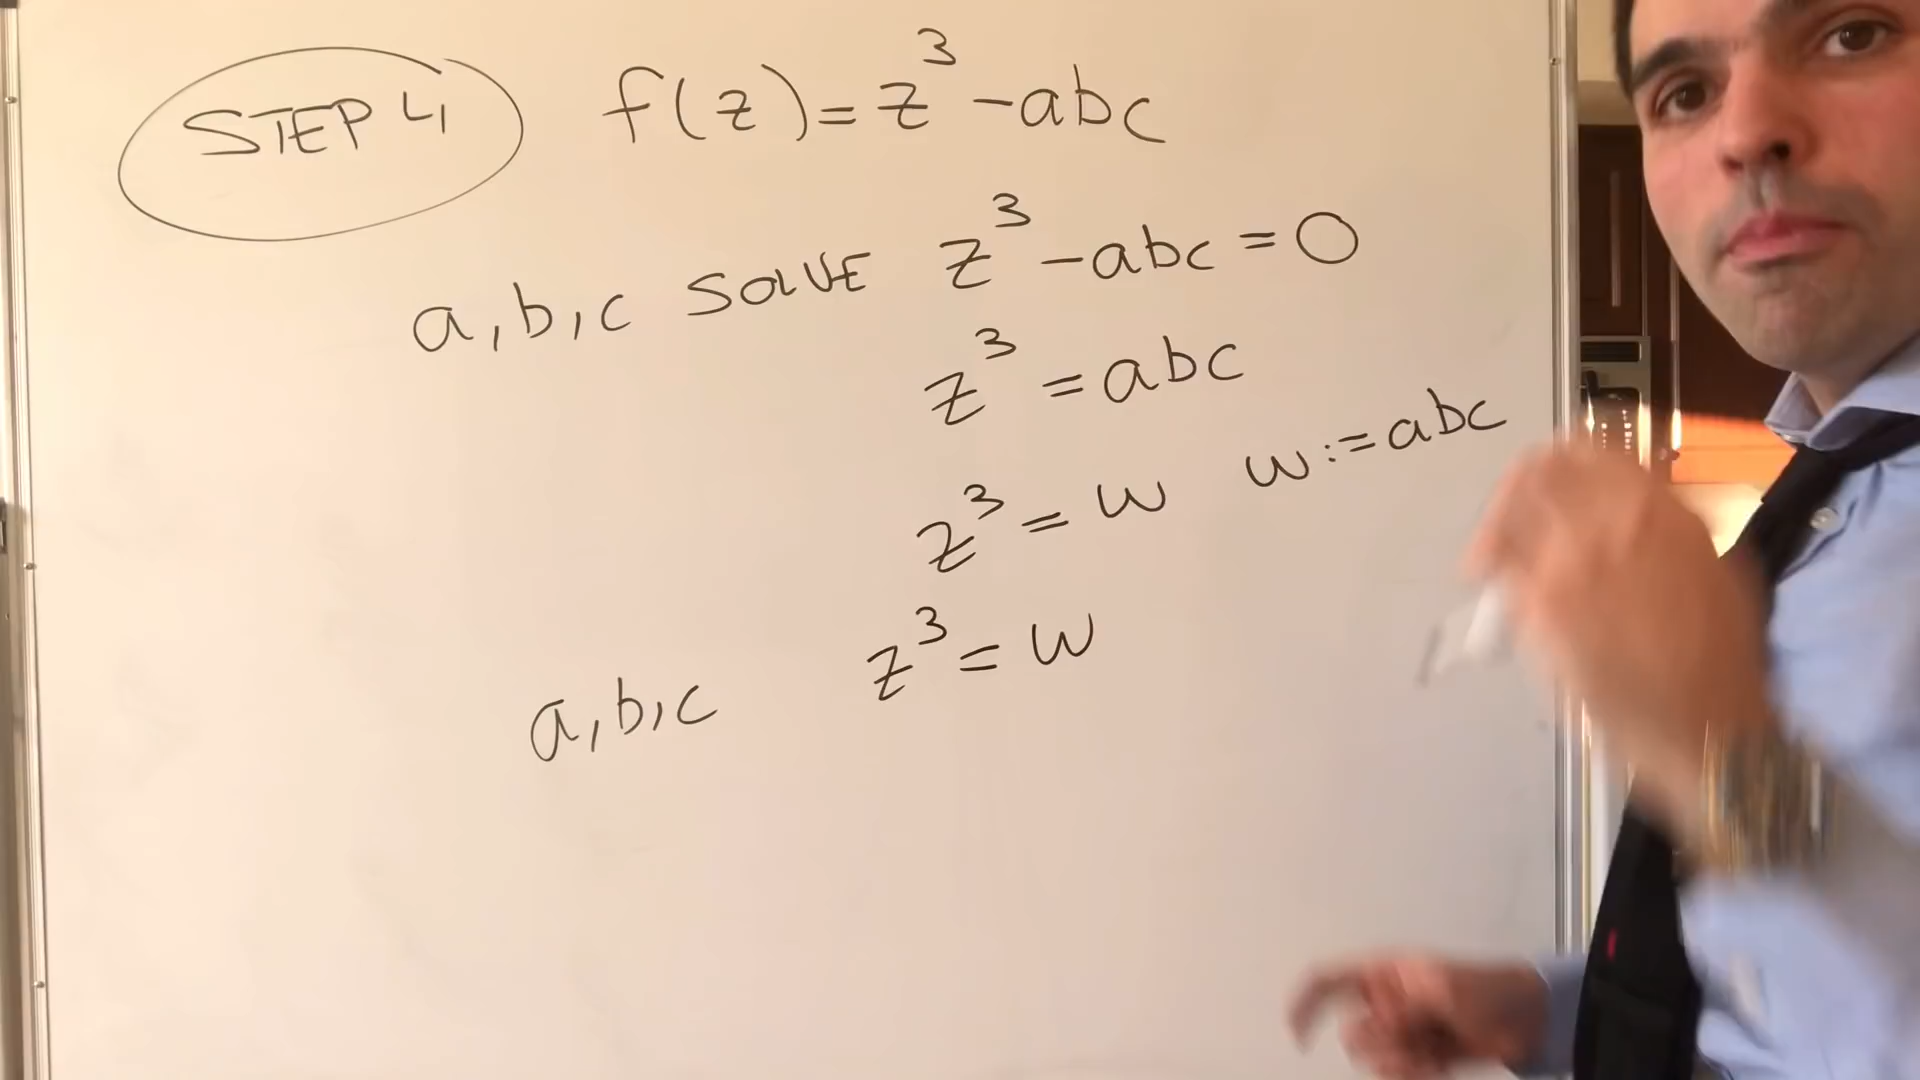 STEP 4 f(z)=z³-abc
a,b,c SOLVE z³-abc=0
z³=abc
z³=w w:=abc
a,b,c z³=w